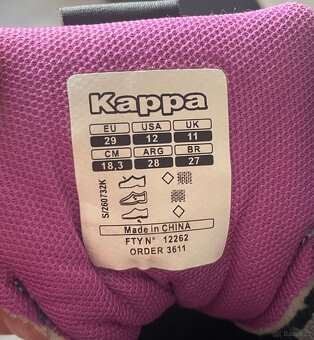 Kappa
EU USA UK
29 12 11
CM ARG BR
18,3 28 27
S/260732K
Made in CHINA
FTY Nº 12262
ORDER 3611